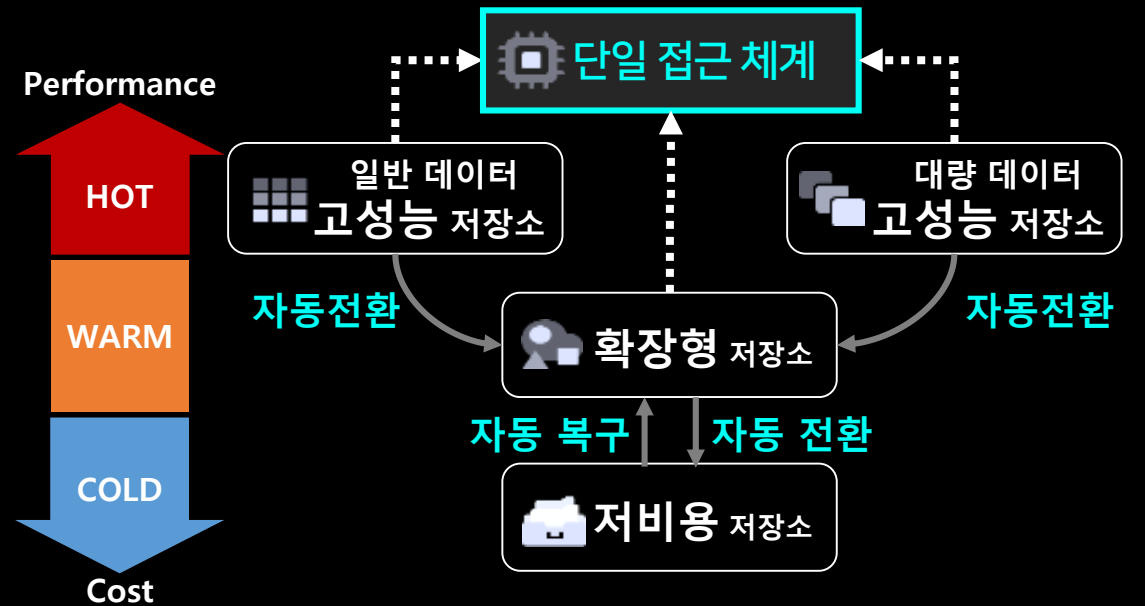 단일 접근 체계
Performance
HOT
일반 데이터
고성능 저장소
대량 데이터
고성능 저장소
자동전환
자동전환
WARM
확장형 저장소
자동 복구
자동 전환
COLD
저비용 저장소
Cost